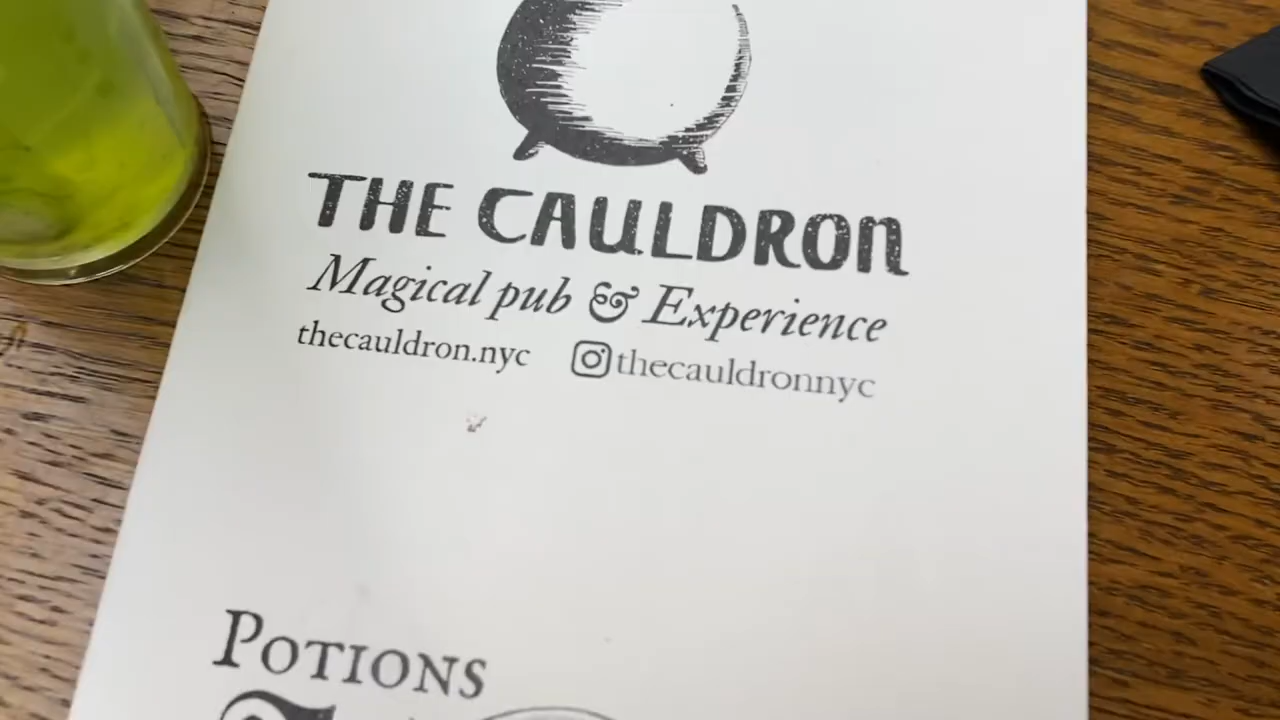 THE CAULDRON
Magical pub & Experience
thecauldron.nyc thecauldronnyc
POTIONS